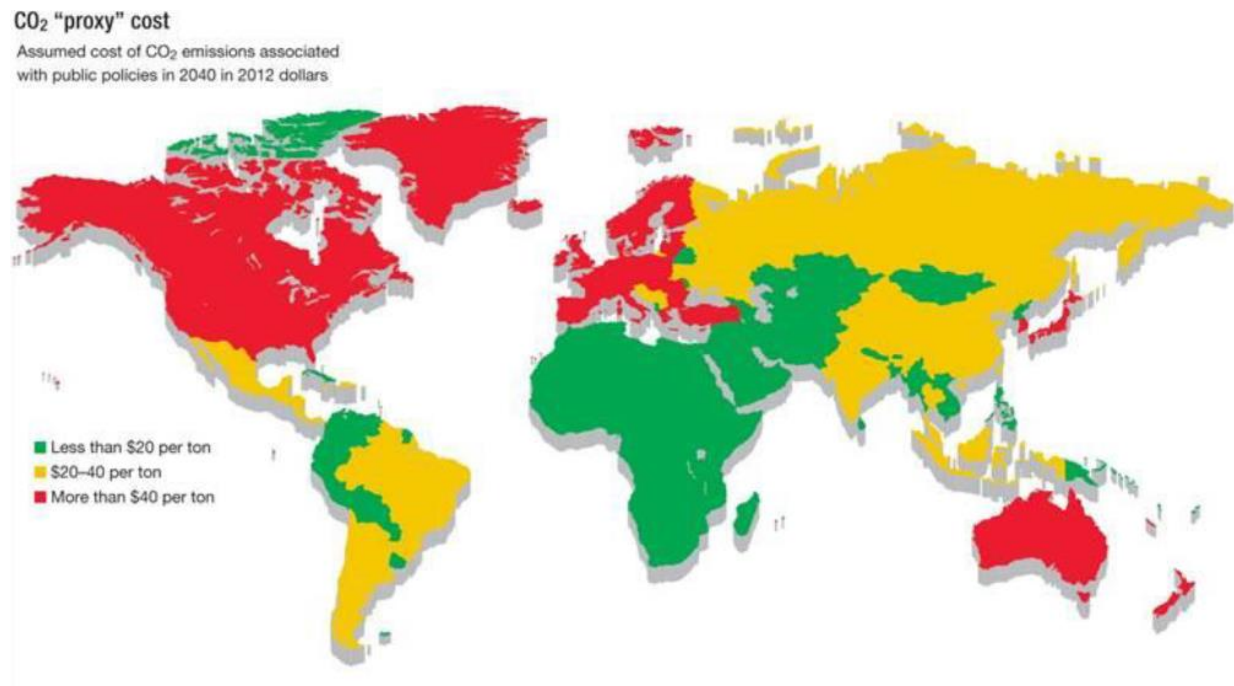 CO₂ “proxy” cost
Assumed cost of CO₂ emissions associated
with public policies in 2040 in 2012 dollars
Less than $20 per ton
$20–40 per ton
More than $40 per ton